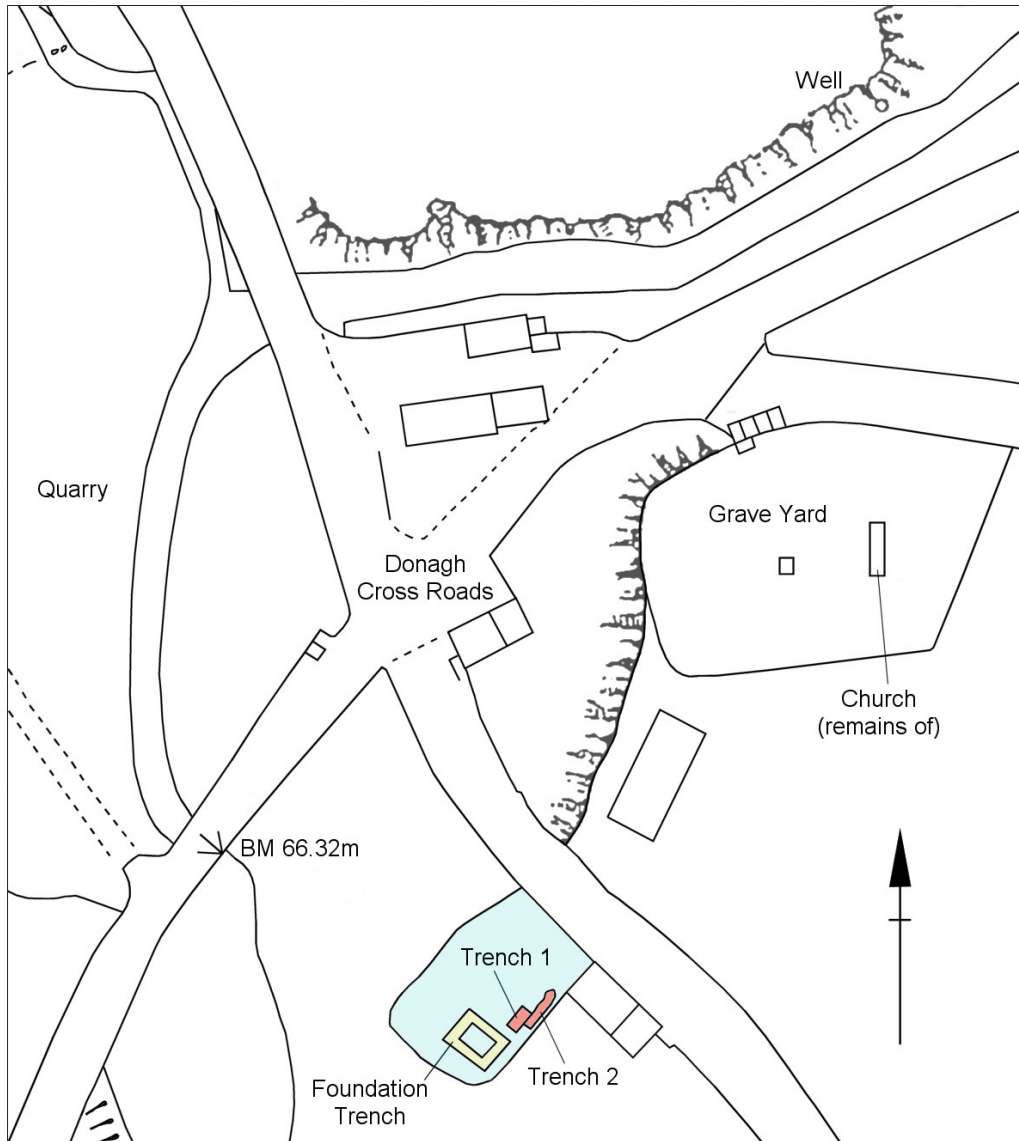 Well
Quarry
Grave Yard
Donagh
Cross Roads
Church
(remains of)
BM 66.32m
Trench 1
Trench 2
Foundation
Trench